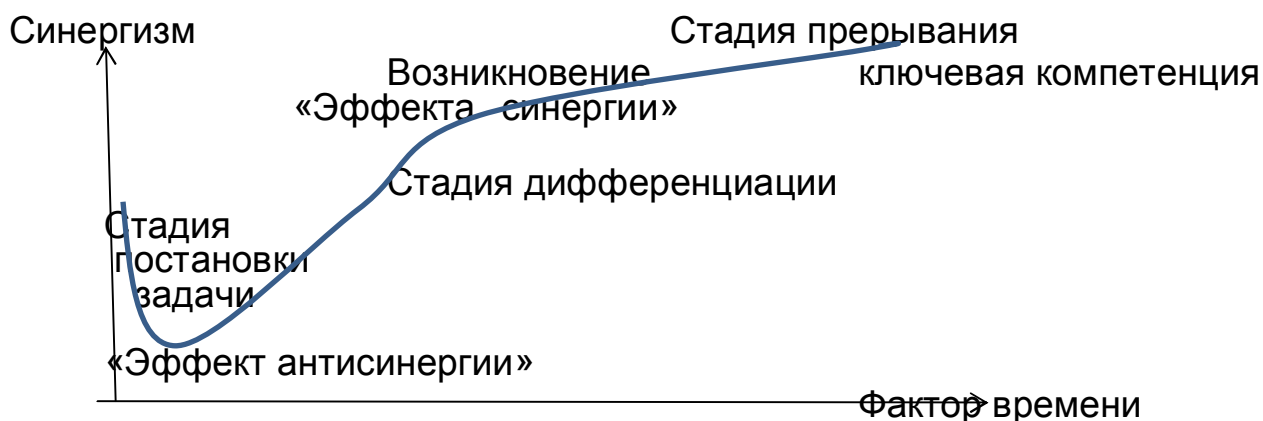 Синергизм
Стадия прерывания
Возникновение
ключевая компетенция
«Эффекта синергии»
Стадия дифференциации
Стадия
постановки
задачи
«Эффект антисинергии»
Фактор времени